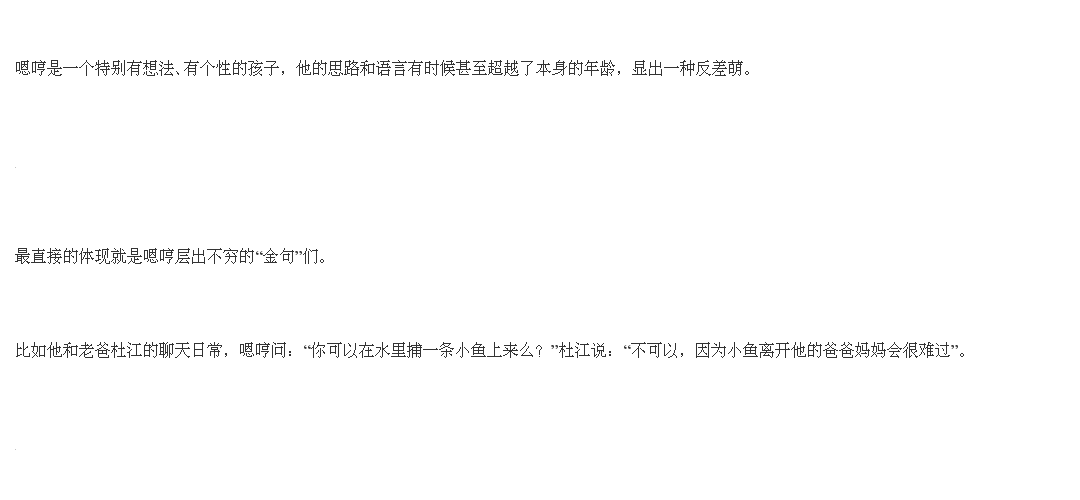 嗯哼是一个特别有想法、有个性的孩子，他的思路和语言有时候甚至超越了本身的年龄，显出一种反差萌。
最直接的体现就是嗯哼层出不穷的“金句”们。
比如他和老爸杜江的聊天日常，嗯哼问：“你可以在水里捕一条小鱼上来么？”杜江说：“不可以，因为小鱼离开他的爸爸妈妈会很难过”。